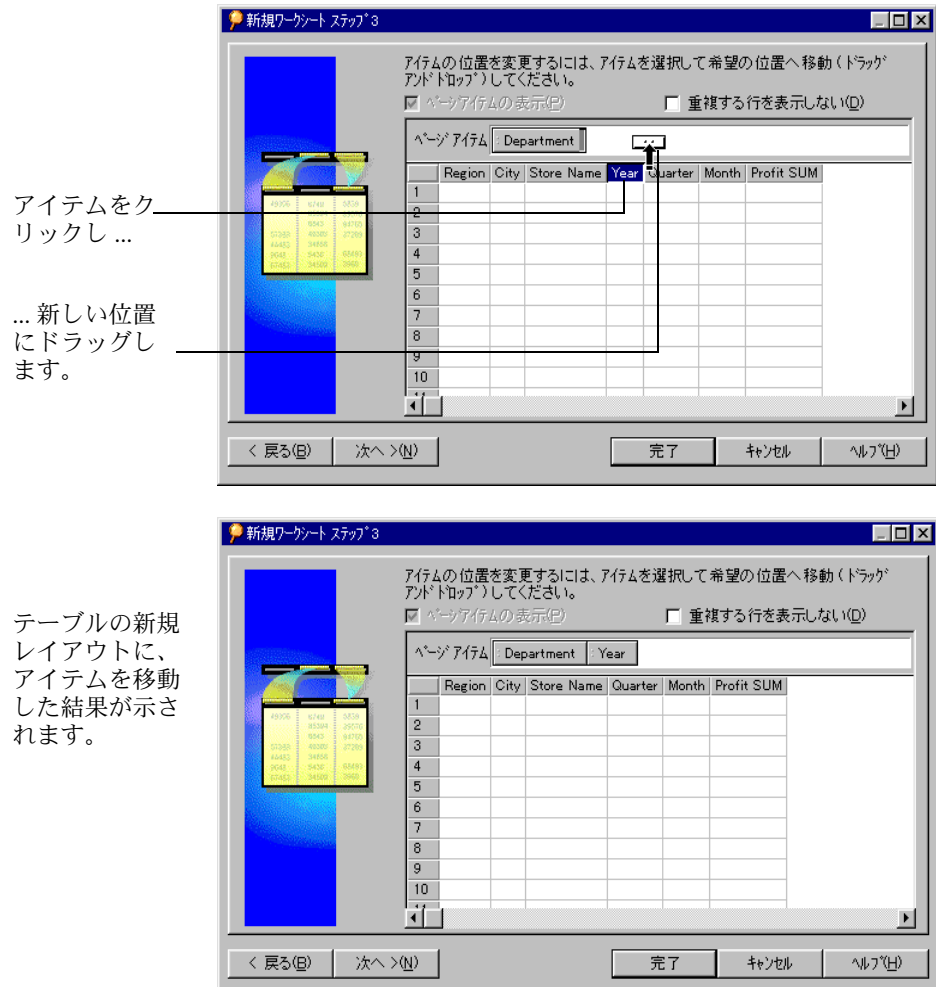 新規ワークシート ステップ3
アイテムの位置を変更するには、アイテムを選択して希望の位置へ移動(ドラッグ
アンド ドロップ)してください。
ページアイテムの表示(P)
重複する行を表示しない(D)
ページ アイテム Department
Region City Store Name Year Quarter Month Profit SUM
1
2
3
4
5
6
7
8
9
10
11
アイテムをク
リックし ...
... 新しい位置
にドラッグし
ます。
< 戻る(B) 次へ >(N) 完了 キャンセル ヘルプ(H)
新規ワークシート ステップ3
アイテムの位置を変更するには、アイテムを選択して希望の位置へ移動(ドラッグ
アンド ドロップ)してください。
ページアイテムの表示(P)
重複する行を表示しない(D)
ページ アイテム Department Year
Region City Store Name Quarter Month Profit SUM
1
2
3
4
5
6
7
8
9
10
11
テーブルの新規
レイアウトに、
アイテムを移動
した結果が示さ
れます。
< 戻る(B) 次へ >(N) 完了 キャンセル ヘルプ(H)